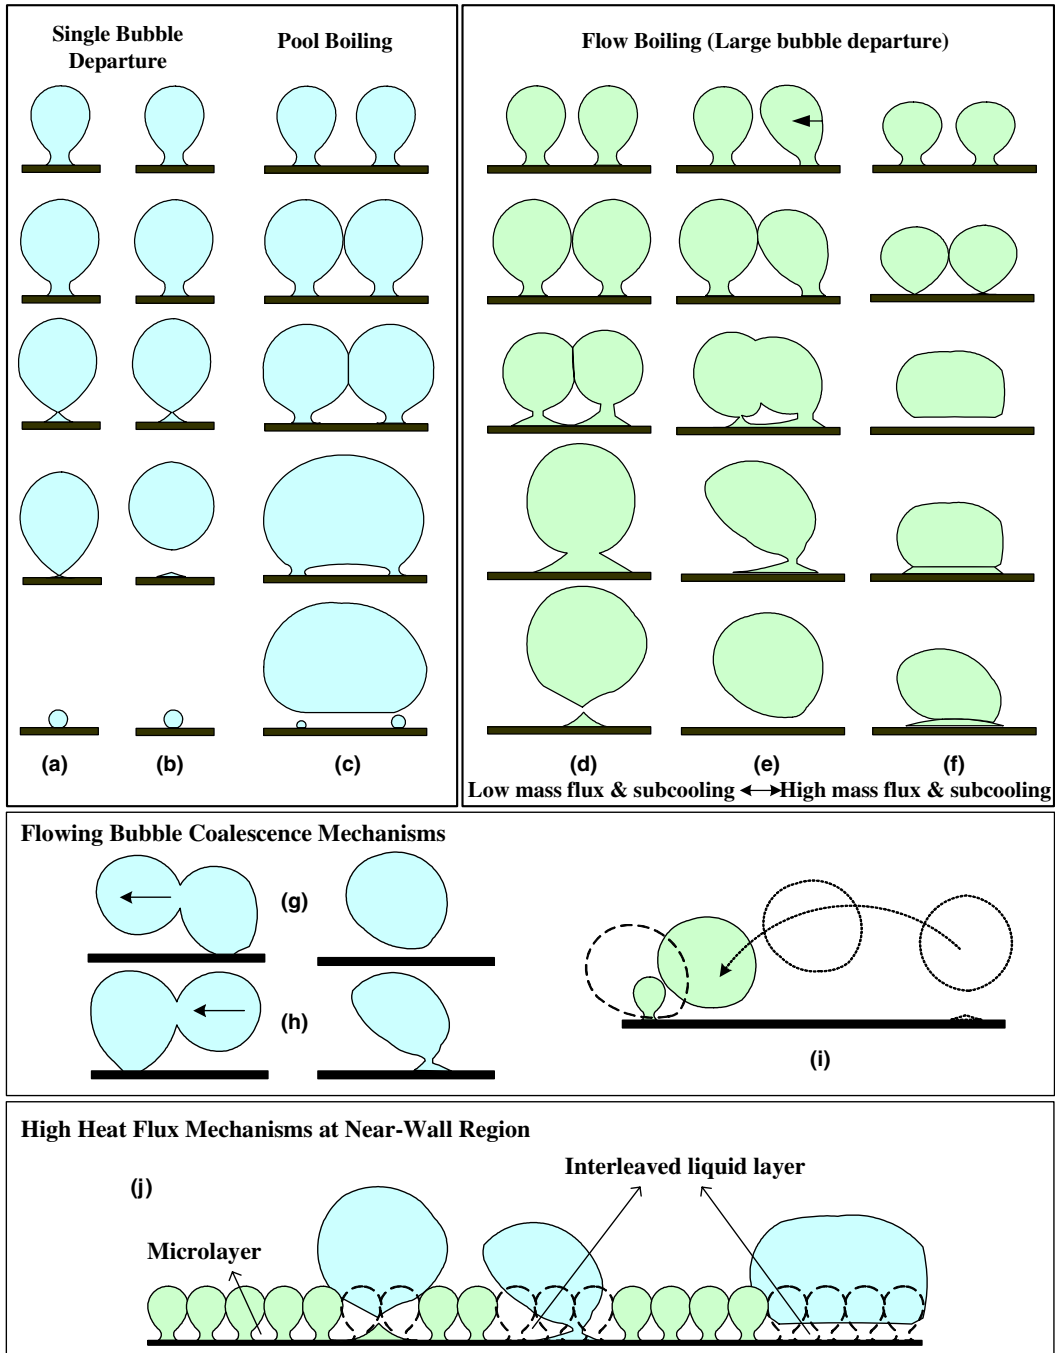 Single Bubble
Departure
Pool Boiling
Flow Boiling (Large bubble departure)
(a)
(b)
(c)
(d)
(e)
(f)
Low mass flux & subcooling
High mass flux & subcooling
Flowing Bubble Coalescence Mechanisms
(g)
(h)
(i)
High Heat Flux Mechanisms at Near-Wall Region
Interleaved liquid layer
(j)
Microlayer